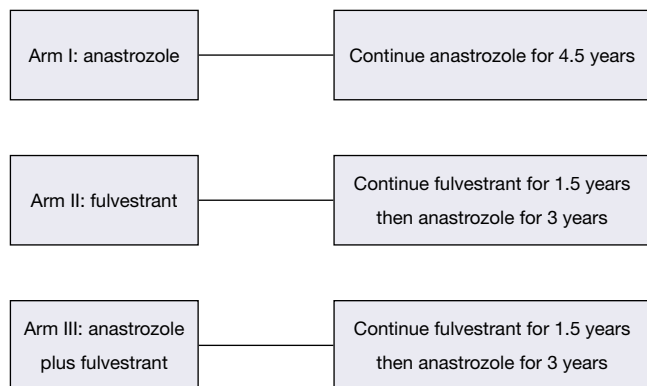 Arm I: anastrozole
Continue anastrozole for 4.5 years
Arm II: fulvestrant
Continue fulvestrant for 1.5 years
then anastrozole for 3 years
Arm III: anastrozole
plus fulvestrant
Continue fulvestrant for 1.5 years
then anastrozole for 3 years